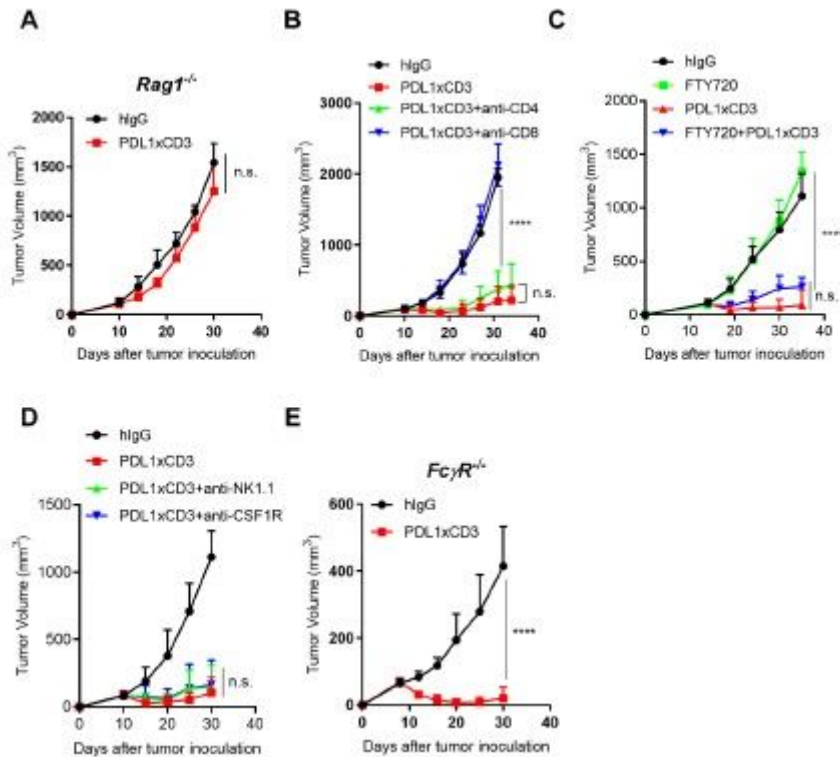 A
Rag1-/-
hIgG
PDL1xCD3
Tumor Volume (mm3)
2000
1500
1000
500
0
n.s.
0 10 20 30 40
Days after tumor inoculation
B
hIgG
PDL1xCD3
PDL1xCD3+anti-CD4
PDL1xCD3+anti-CD8
Tumor Volume (mm3)
3000
2000
1000
0
****
n.s.
0 10 20 30 40
Days after tumor inoculation
C
hIgG
FTY720
PDL1xCD3
FTY720+PDL1xCD3
Tumor Volume (mm3)
2000
1500
1000
500
0
****
n.s.
0 10 20 30 40
Days after tumor inoculation
D
hIgG
PDL1xCD3
PDL1xCD3+anti-NK1.1
PDL1xCD3+anti-CSF1R
Tumor Volume (mm3)
1500
1000
500
0
n.s.
0 10 20 30 40
Days after tumor inoculation
E
FcγR-/-
hIgG
PDL1xCD3
Tumor Volume (mm3)
600
400
200
0
****
0 10 20 30 40
Days after tumor inoculation